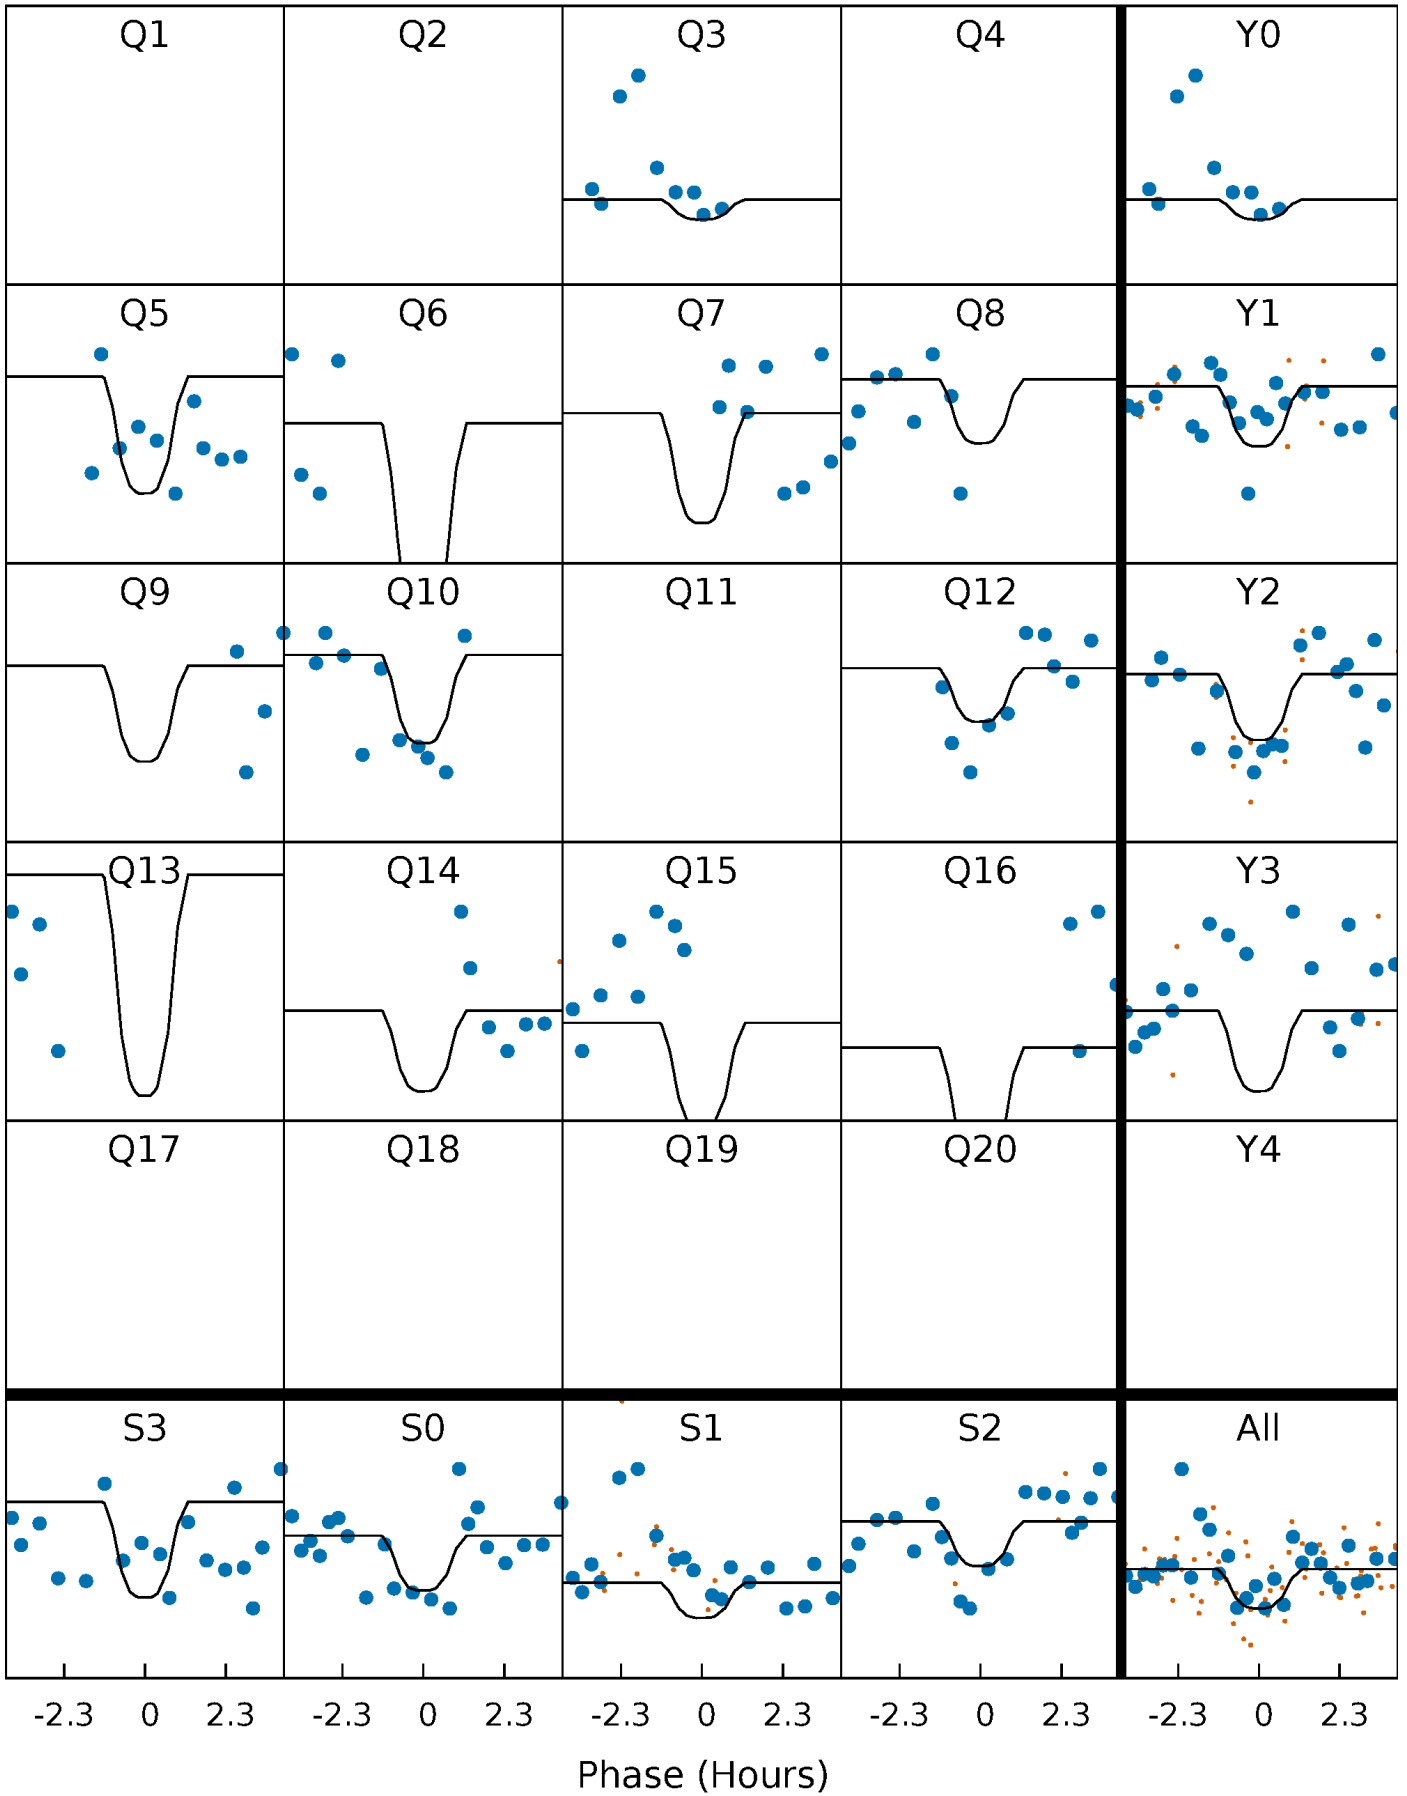 Q1 Q2 Q3 Q4 Y0
Q5 Q6 Q7 Q8 Y1
Q9 Q10 Q11 Q12 Y2
Q13 Q14 Q15 Q16 Y3
Q17 Q18 Q19 Q20 Y4
S3 S0 S1 S2 All
-2.3 0 2.3 -2.3 0 2.3 -2.3 0 2.3 -2.3 0 2.3 -2.3 0 2.3
Phase (Hours)